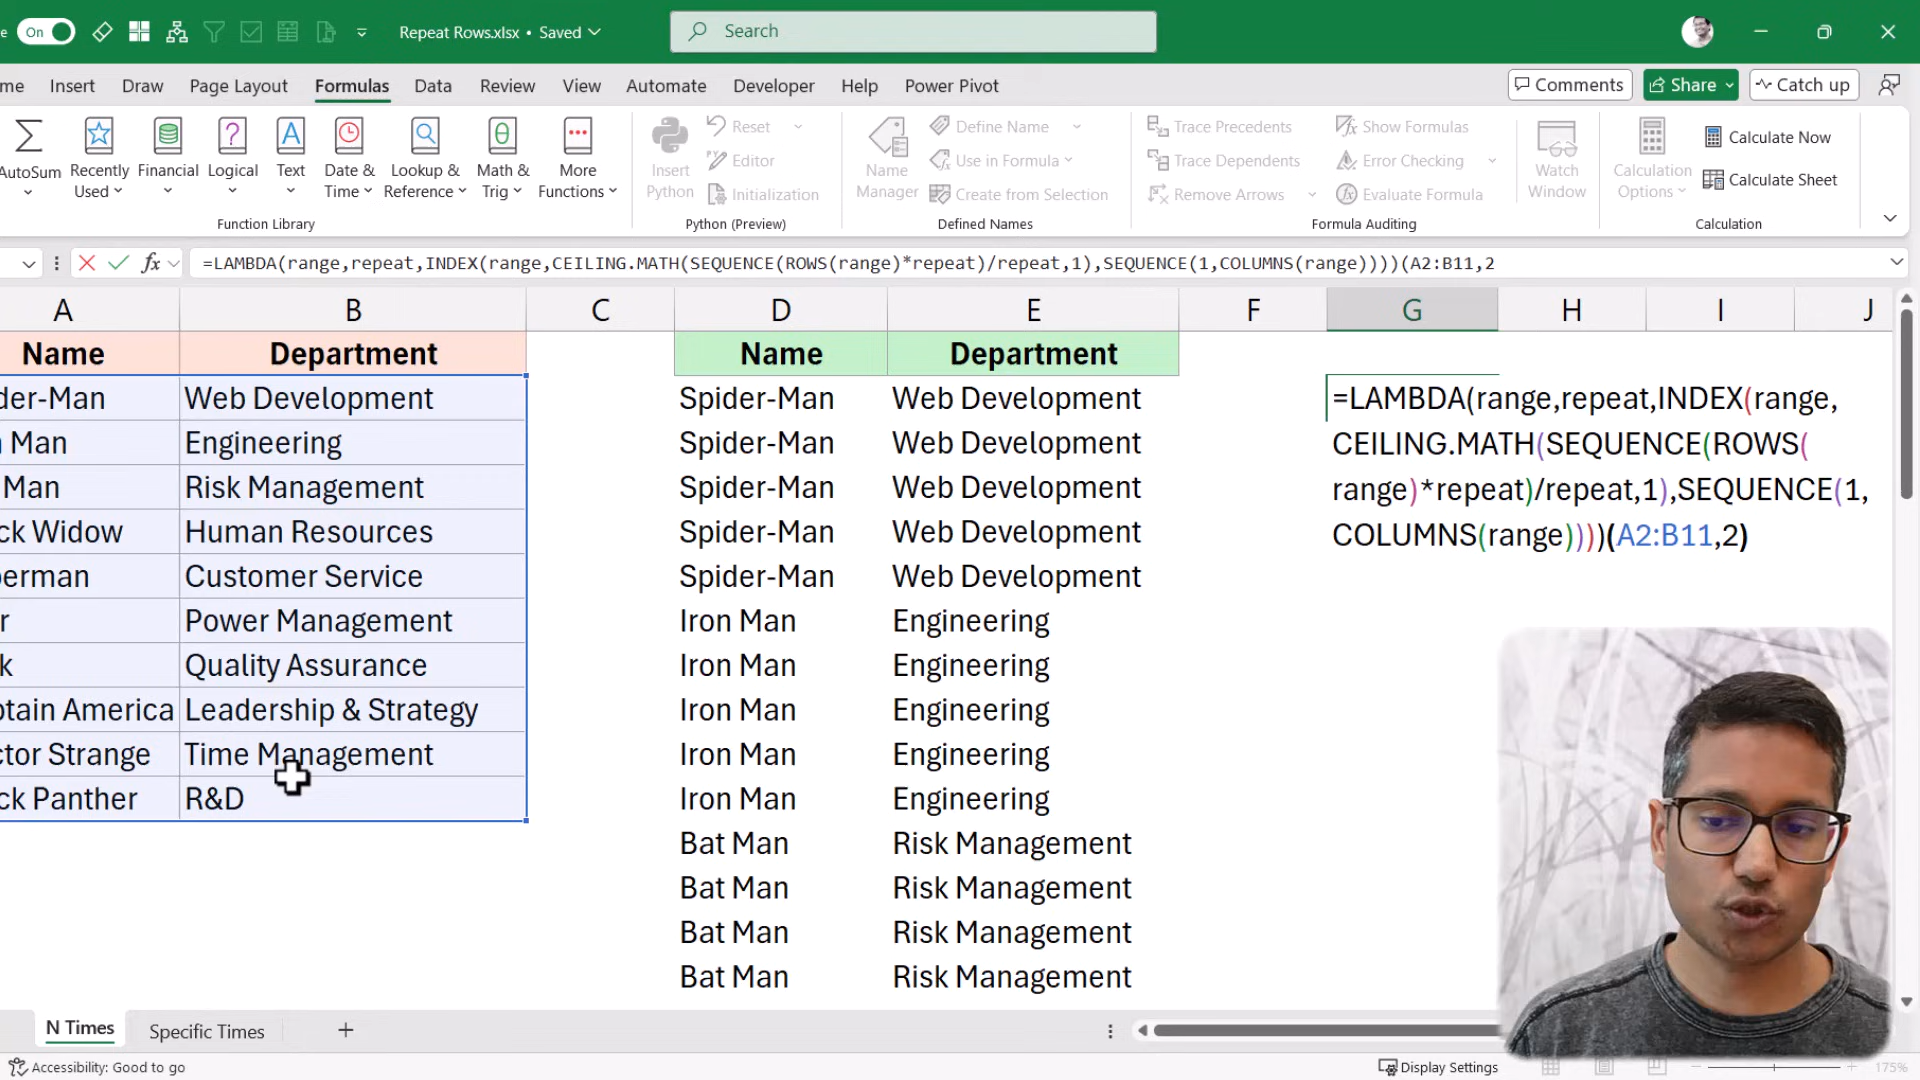 e On Repeat Rows.xlsx • Saved Search
me Insert Draw Page Layout Formulas Data Review View Automate Developer Help Power Pivot Comments Share Catch up
AutoSum
Recently Used
Financial
Logical
Text
Date & Time
Lookup & Reference
Math & Trig
More Functions
Function Library
Insert Python
Reset
Editor
Initialization
Python (Preview)
Name Manager
Define Name
Use in Formula
Create from Selection
Defined Names
Trace Precedents
Trace Dependents
Remove Arrows
Show Formulas
Error Checking
Evaluate Formula
Formula Auditing
Watch Window
Calculation Options
Calculate Now
Calculate Sheet
Calculation
fx =LAMBDA(range,repeat,INDEX(range,CEILING.MATH(SEQUENCE(ROWS(range)*repeat)/repeat,1),SEQUENCE(1,COLUMNS(range))))(A2:B11,2
A B C D E F G H I J
Name Department Name Department
der-Man Web Development Spider-Man Web Development
n Man Engineering Spider-Man Web Development
Man Risk Management Spider-Man Web Development
ck Widow Human Resources Spider-Man Web Development
perman Customer Service Spider-Man Web Development
r Power Management Iron Man Engineering
k Quality Assurance Iron Man Engineering
ptain America Leadership & Strategy Iron Man Engineering
ctor Strange Time Management Iron Man Engineering
ck Panther R&D Iron Man Engineering
Bat Man Risk Management
Bat Man Risk Management
Bat Man Risk Management
Bat Man Risk Management
=LAMBDA(range,repeat,INDEX(range,
CEILING.MATH(SEQUENCE(ROWS(
range)*repeat)/repeat,1),SEQUENCE(1,
COLUMNS(range))))(A2:B11,2)
N Times Specific Times
Accessibility: Good to go Display Settings 175%